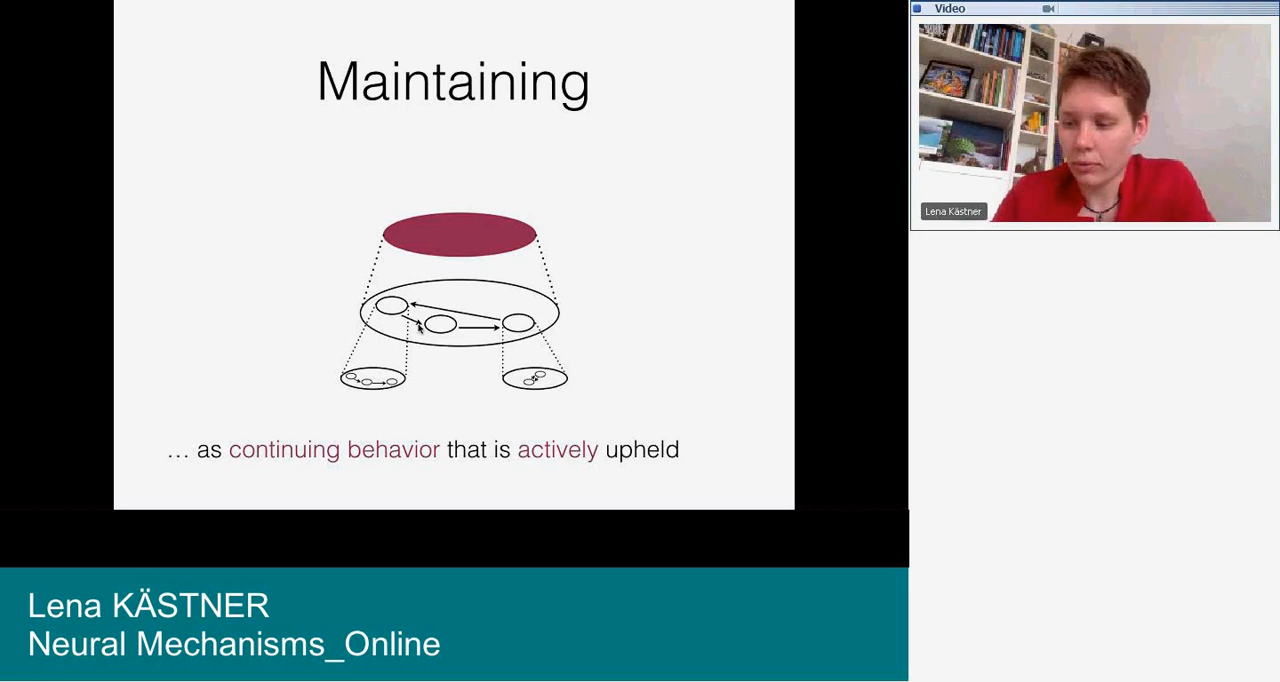 Maintaining
… as continuing behavior that is actively upheld
Video
Lena Kästner
Lena KÄSTNER
Neural Mechanisms_Online